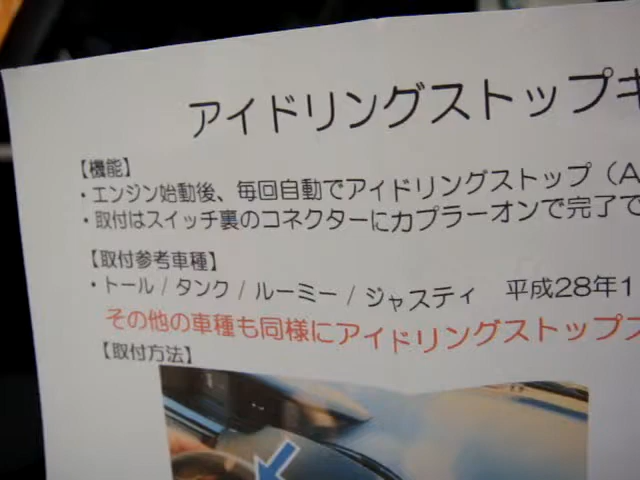 アイドリングストップキ
【機能】
・エンジン始動後、毎回自動でアイドリングストップ（A
・取付はスイッチ裏のコネクターにカプラーオンで完了で
【取付参考車種】
・トール / タンク / ルーミー / ジャスティ 平成28年1
その他の車種も同様にアイドリングストップス
【取付方法】